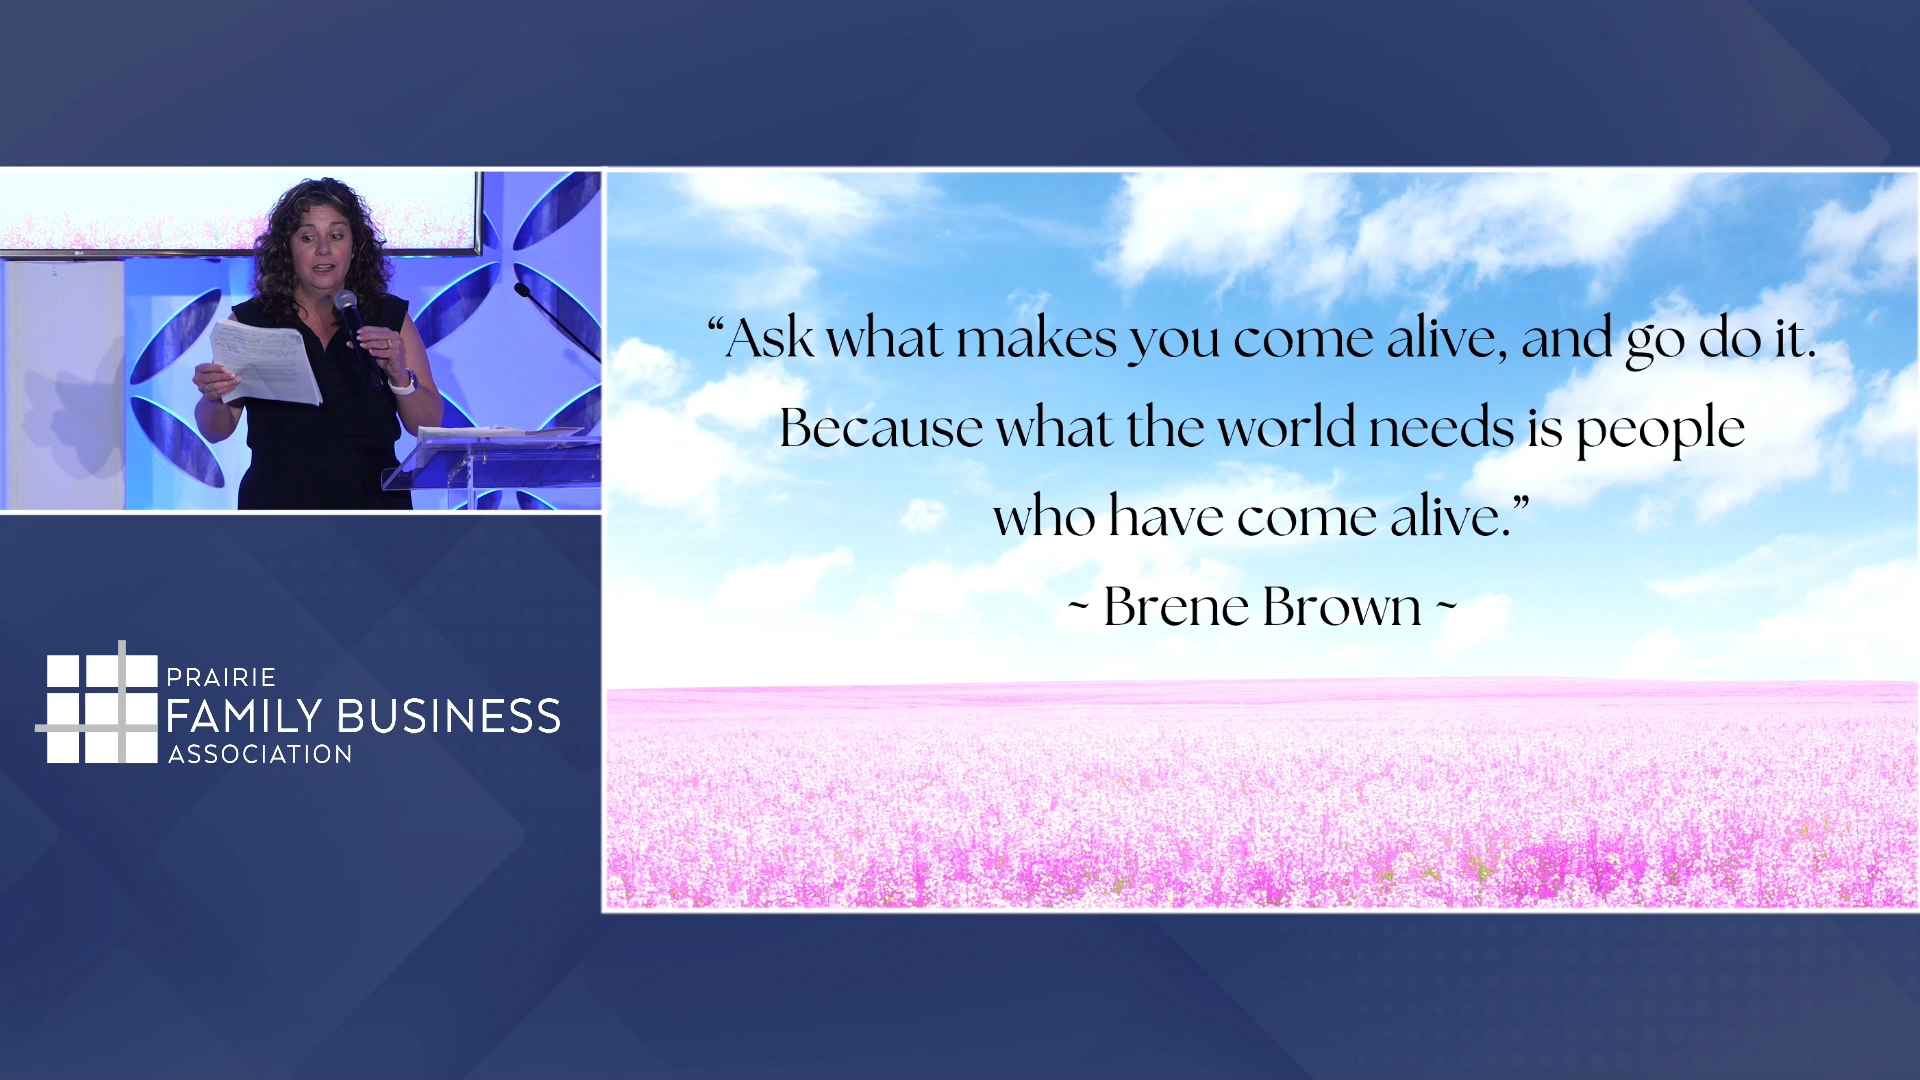 “Ask what makes you come alive, and go do it.
Because what the world needs is people
who have come alive.”
~ Brene Brown ~
PRAIRIE
FAMILY BUSINESS
ASSOCIATION